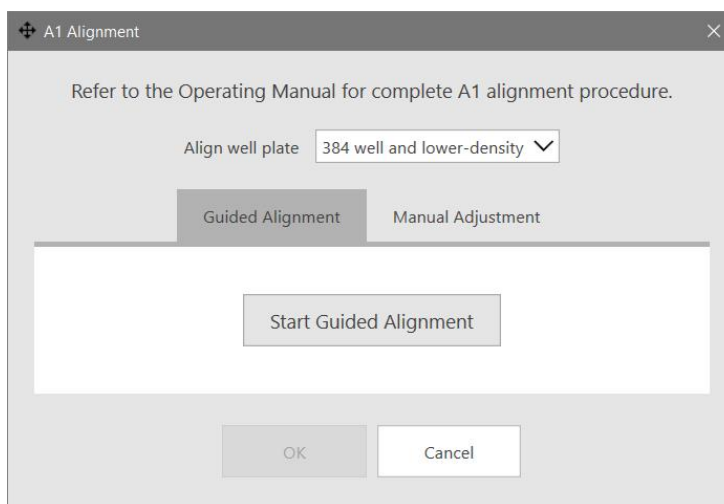 A1 Alignment
Refer to the Operating Manual for complete A1 alignment procedure.
Align well plate 384 well and lower-density
Guided Alignment Manual Adjustment
Start Guided Alignment
OK Cancel